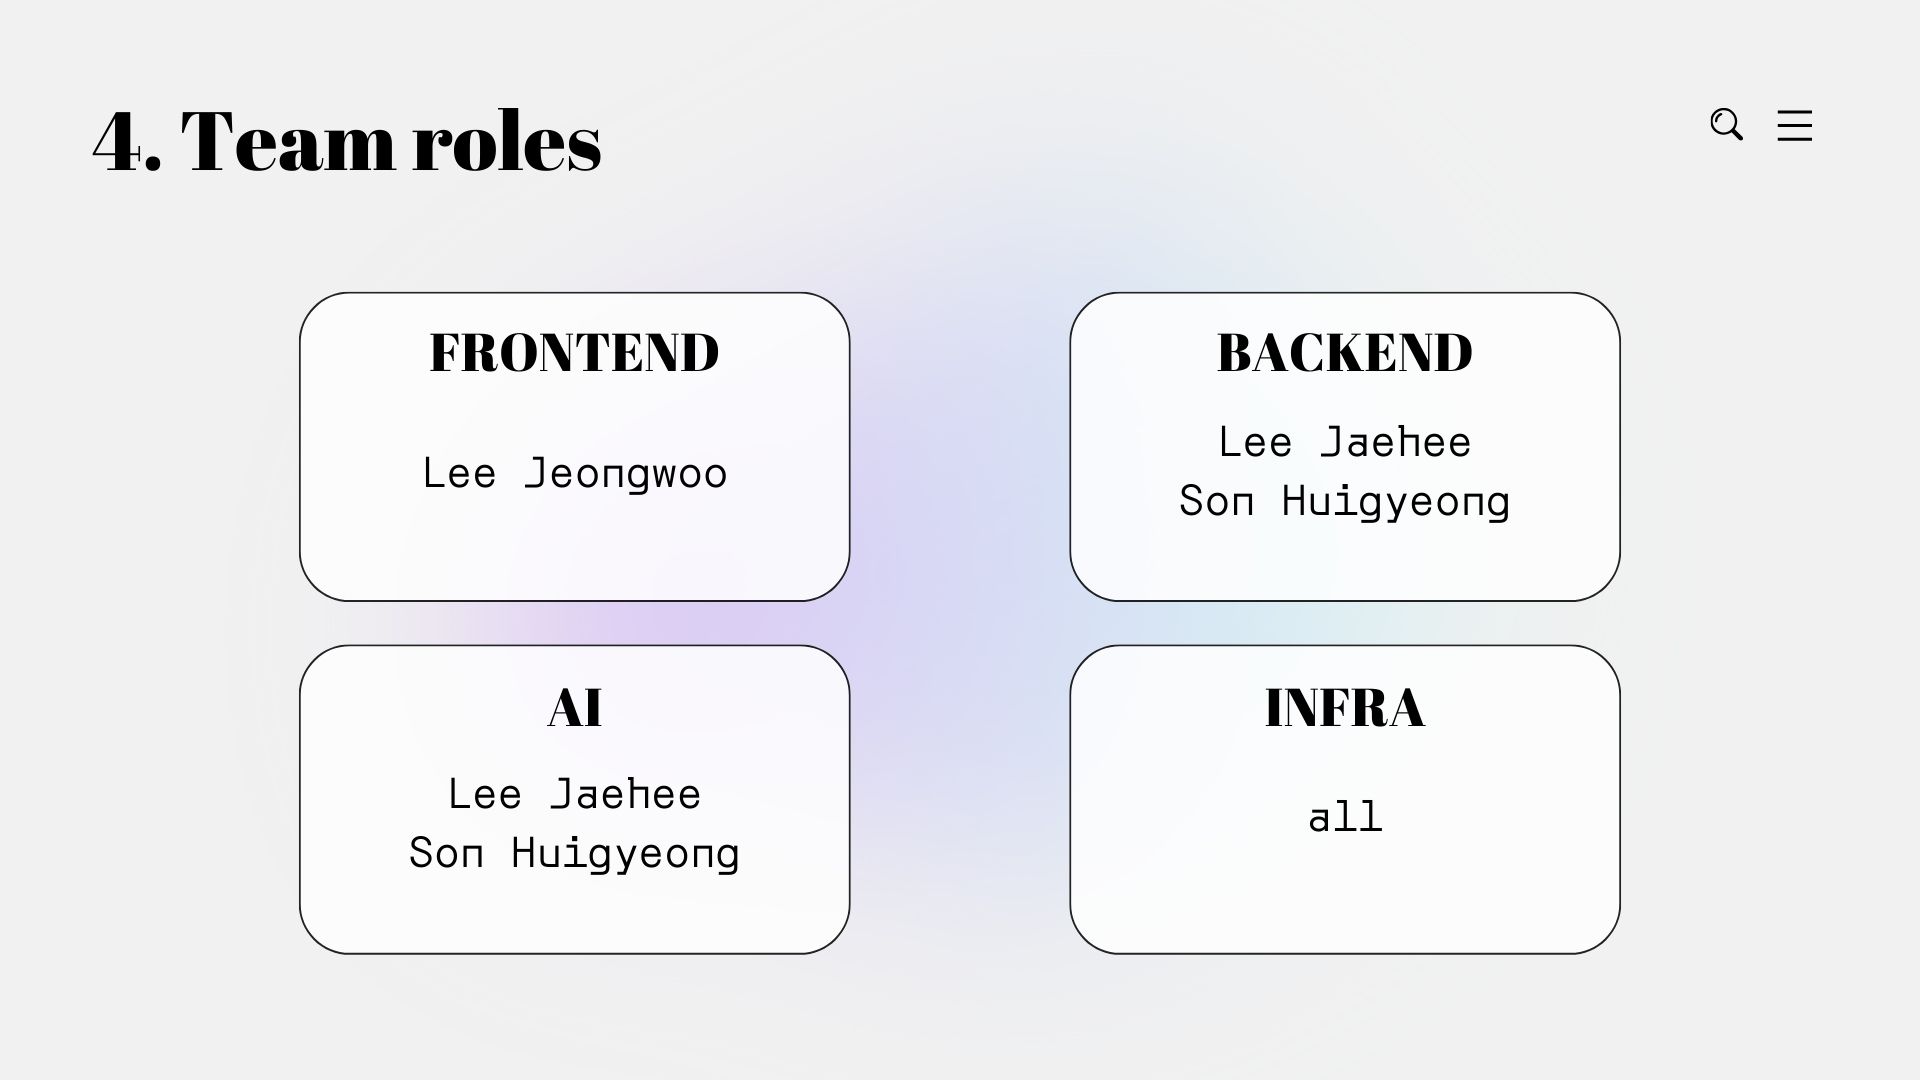 4. Team roles
FRONTEND
Lee Jeongwoo
BACKEND
Lee Jaehee
Son Huigyeong
AI
Lee Jaehee
Son Huigyeong
INFRA
all